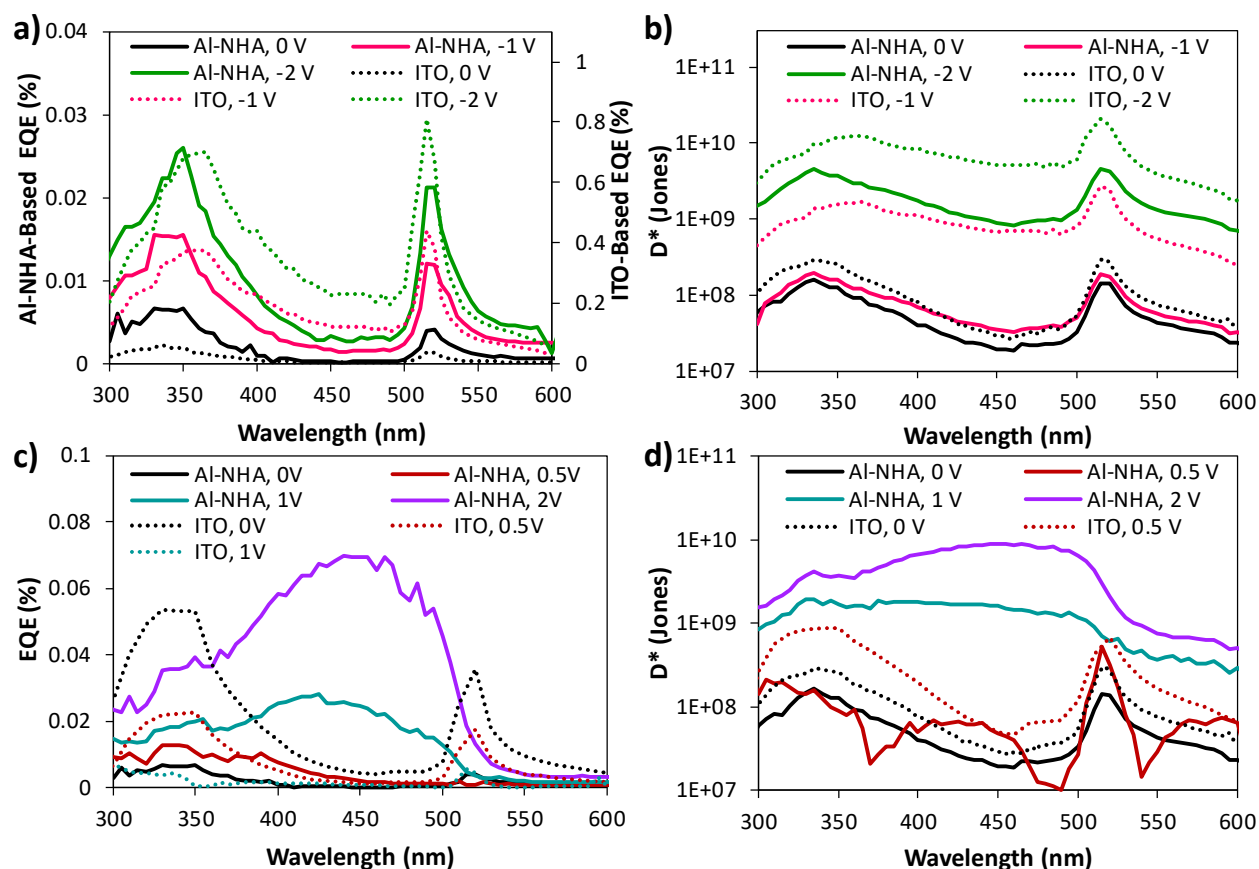 a)
0.04
0.03
0.02
0.01
0
Al-NHA-Based EQE (%)
Al-NHA, 0 V
Al-NHA, -1 V
Al-NHA, -2 V
ITO, 0 V
ITO, -1 V
ITO, -2 V
1
0.8
0.6
0.4
0.2
0
ITO-Based EQE (%)
300 350 400 450 500 550 600
Wavelength (nm)
b)
1E+11
1E+10
1E+09
1E+08
1E+07
D* (Jones)
Al-NHA, 0 V
Al-NHA, -1 V
Al-NHA, -2 V
ITO, 0 V
ITO, -1 V
ITO, -2 V
300 350 400 450 500 550 600
Wavelength (nm)
c)
0.1
0.08
0.06
0.04
0.02
0
EQE (%)
Al-NHA, 0V
Al-NHA, 0.5V
Al-NHA, 1V
Al-NHA, 2V
ITO, 0V
ITO, 0.5V
ITO, 1V
300 350 400 450 500 550 600
Wavelength (nm)
d)
1E+11
1E+10
1E+09
1E+08
1E+07
D* (Jones)
Al-NHA, 0 V
Al-NHA, 0.5 V
Al-NHA, 1 V
Al-NHA, 2 V
ITO, 0 V
ITO, 0.5 V
300 350 400 450 500 550 600
Wavelength (nm)